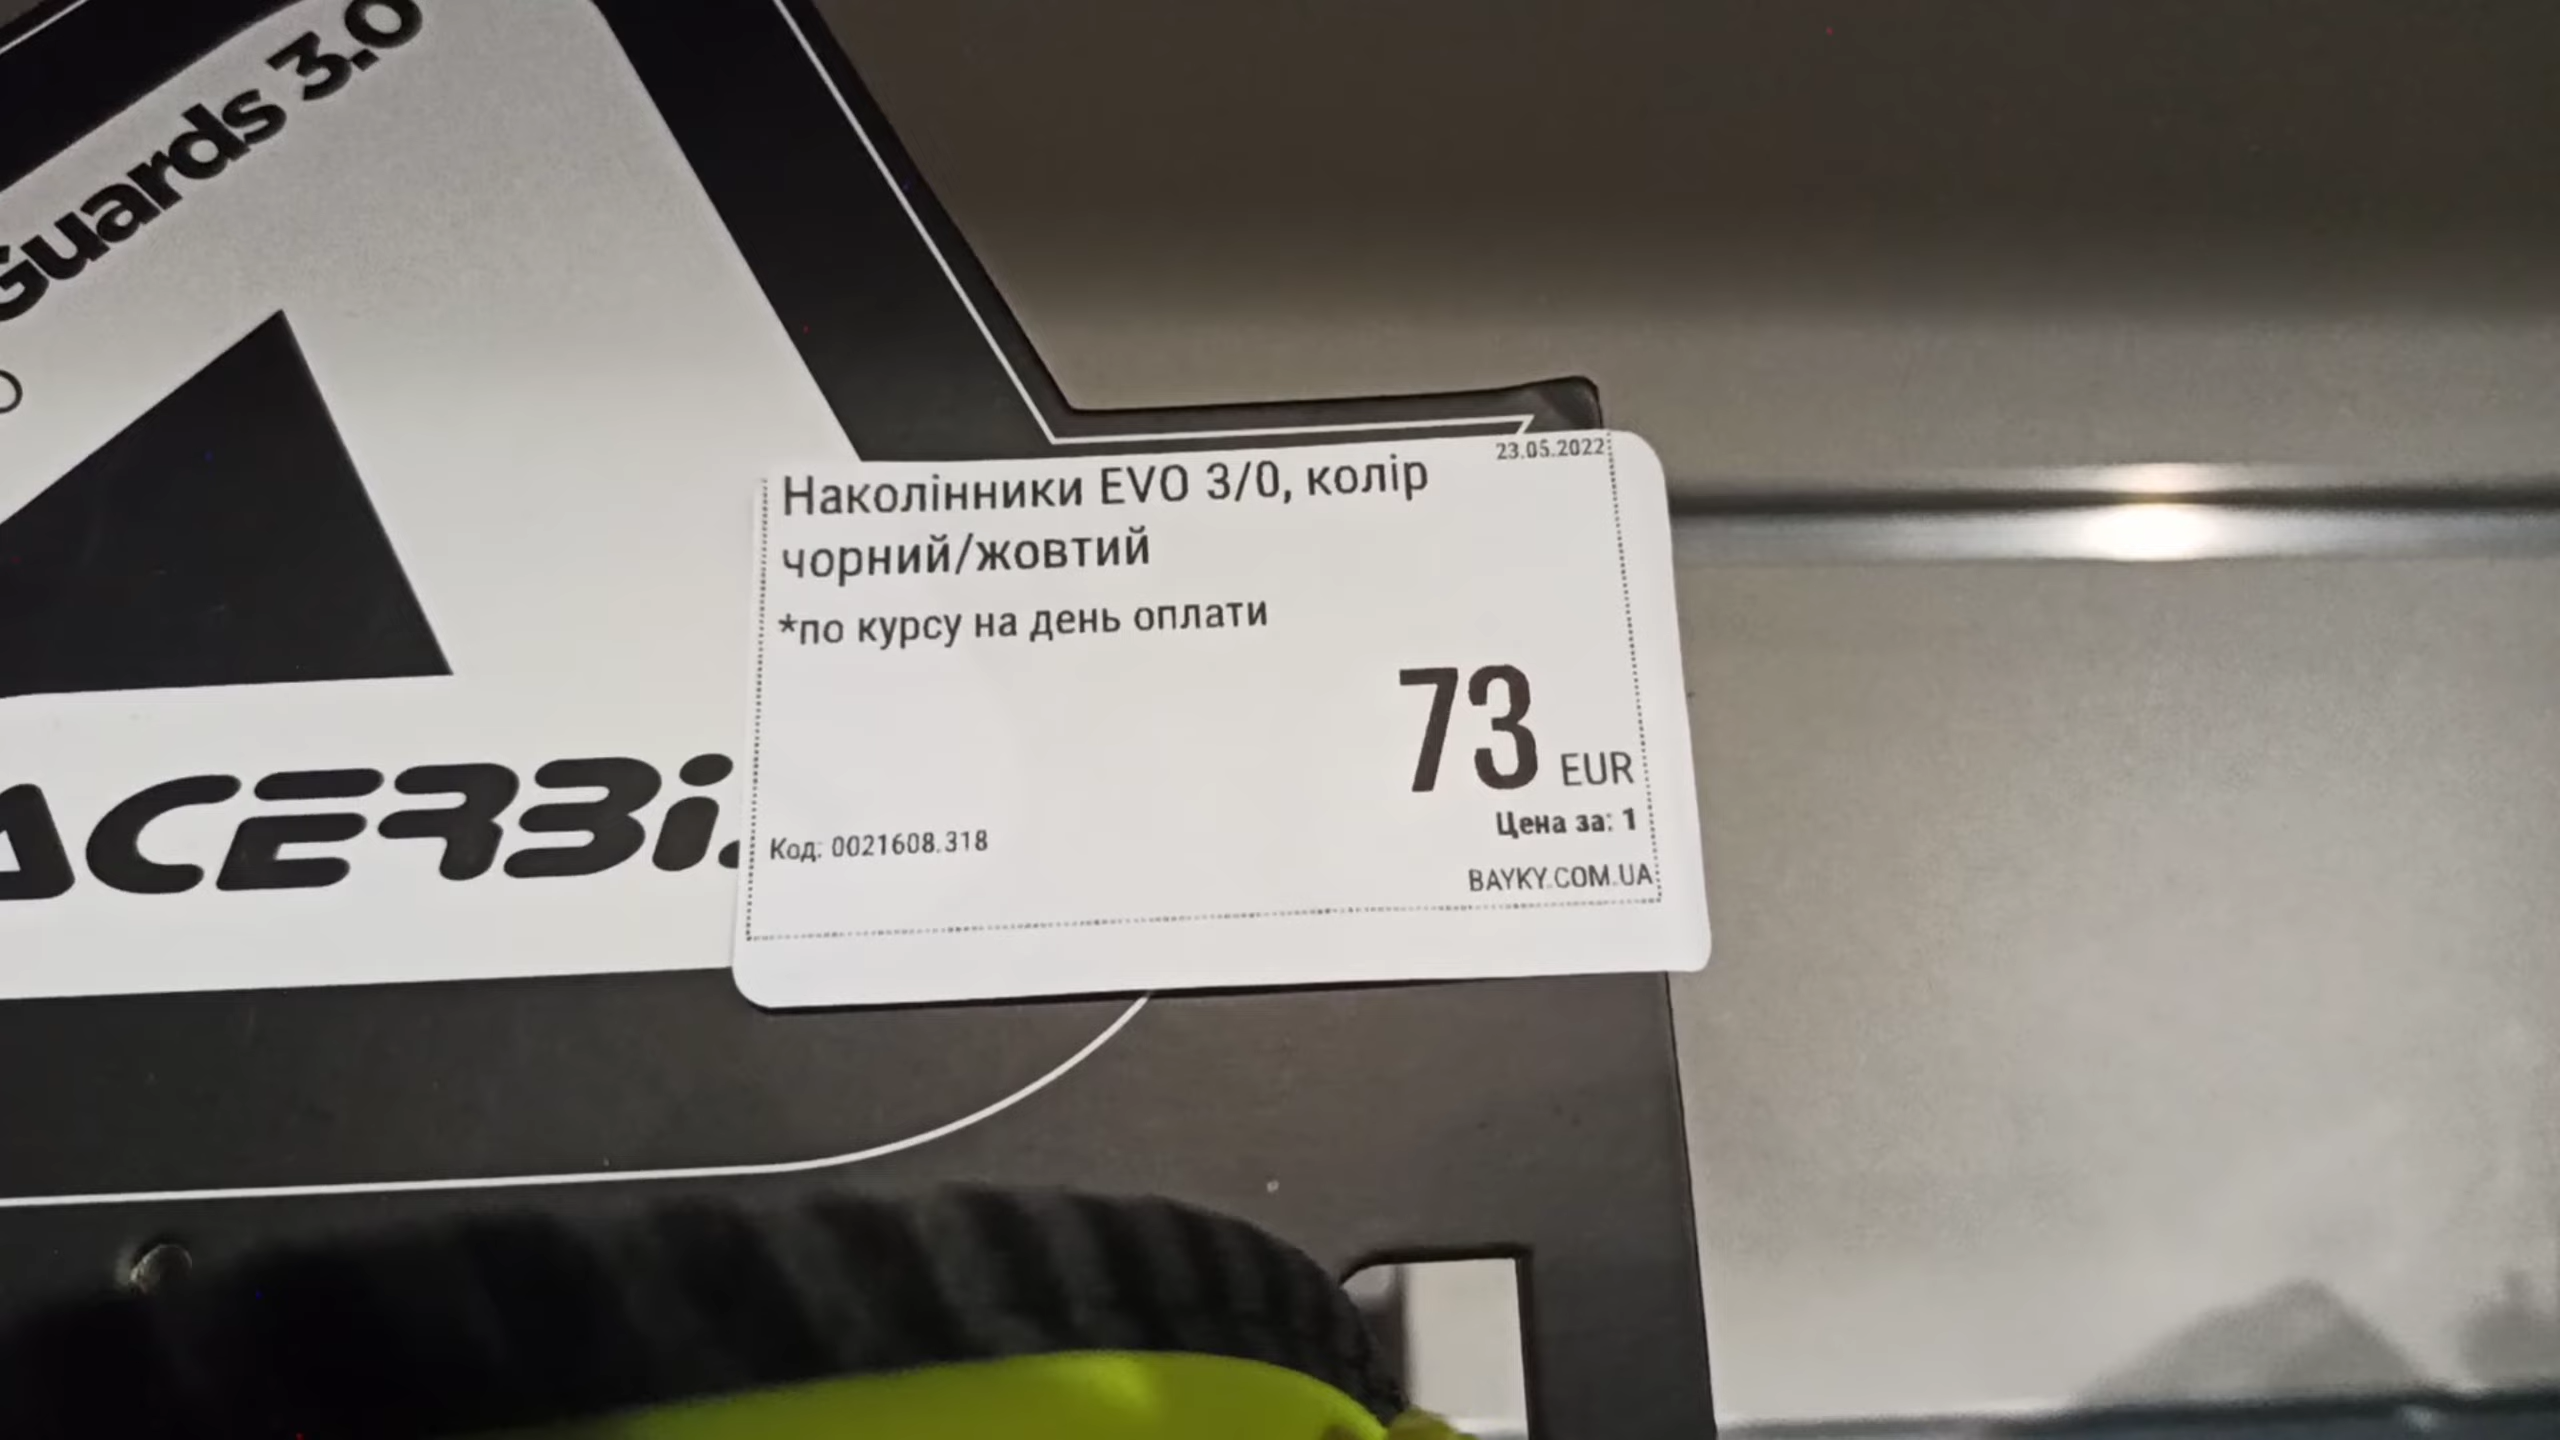 Guards 3.0
23.05.2022
Наколінники EVO 3/0, колір
чорний/жовтий
*по курсу на день оплати
73 EUR
Цена за: 1
Код: 0021608.318
BAYKY.COM.UA
ACERBI